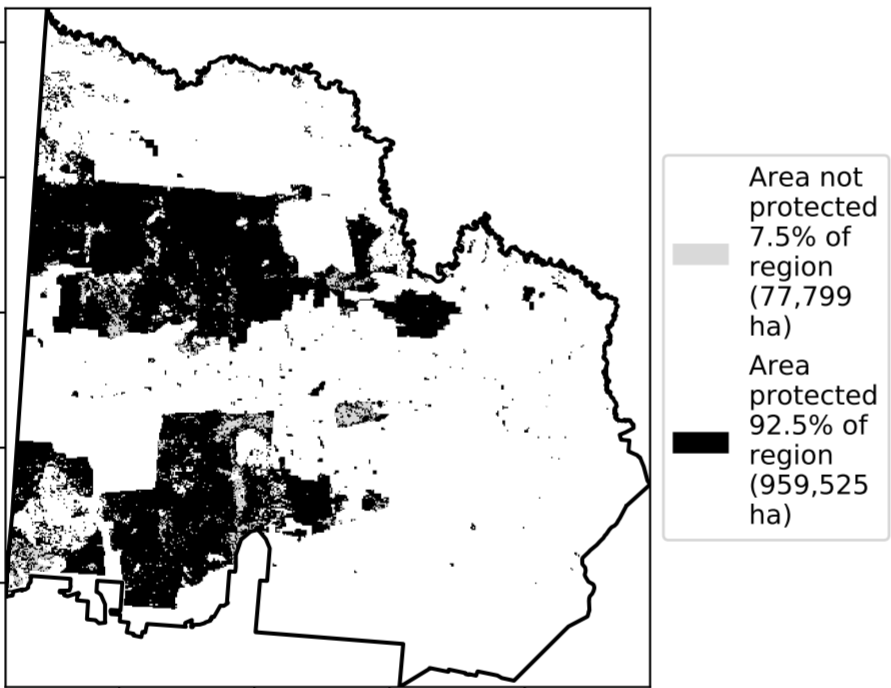 Area not
protected
7.5% of
region
(77,799
ha)
Area
protected
92.5% of
region
(959,525
ha)